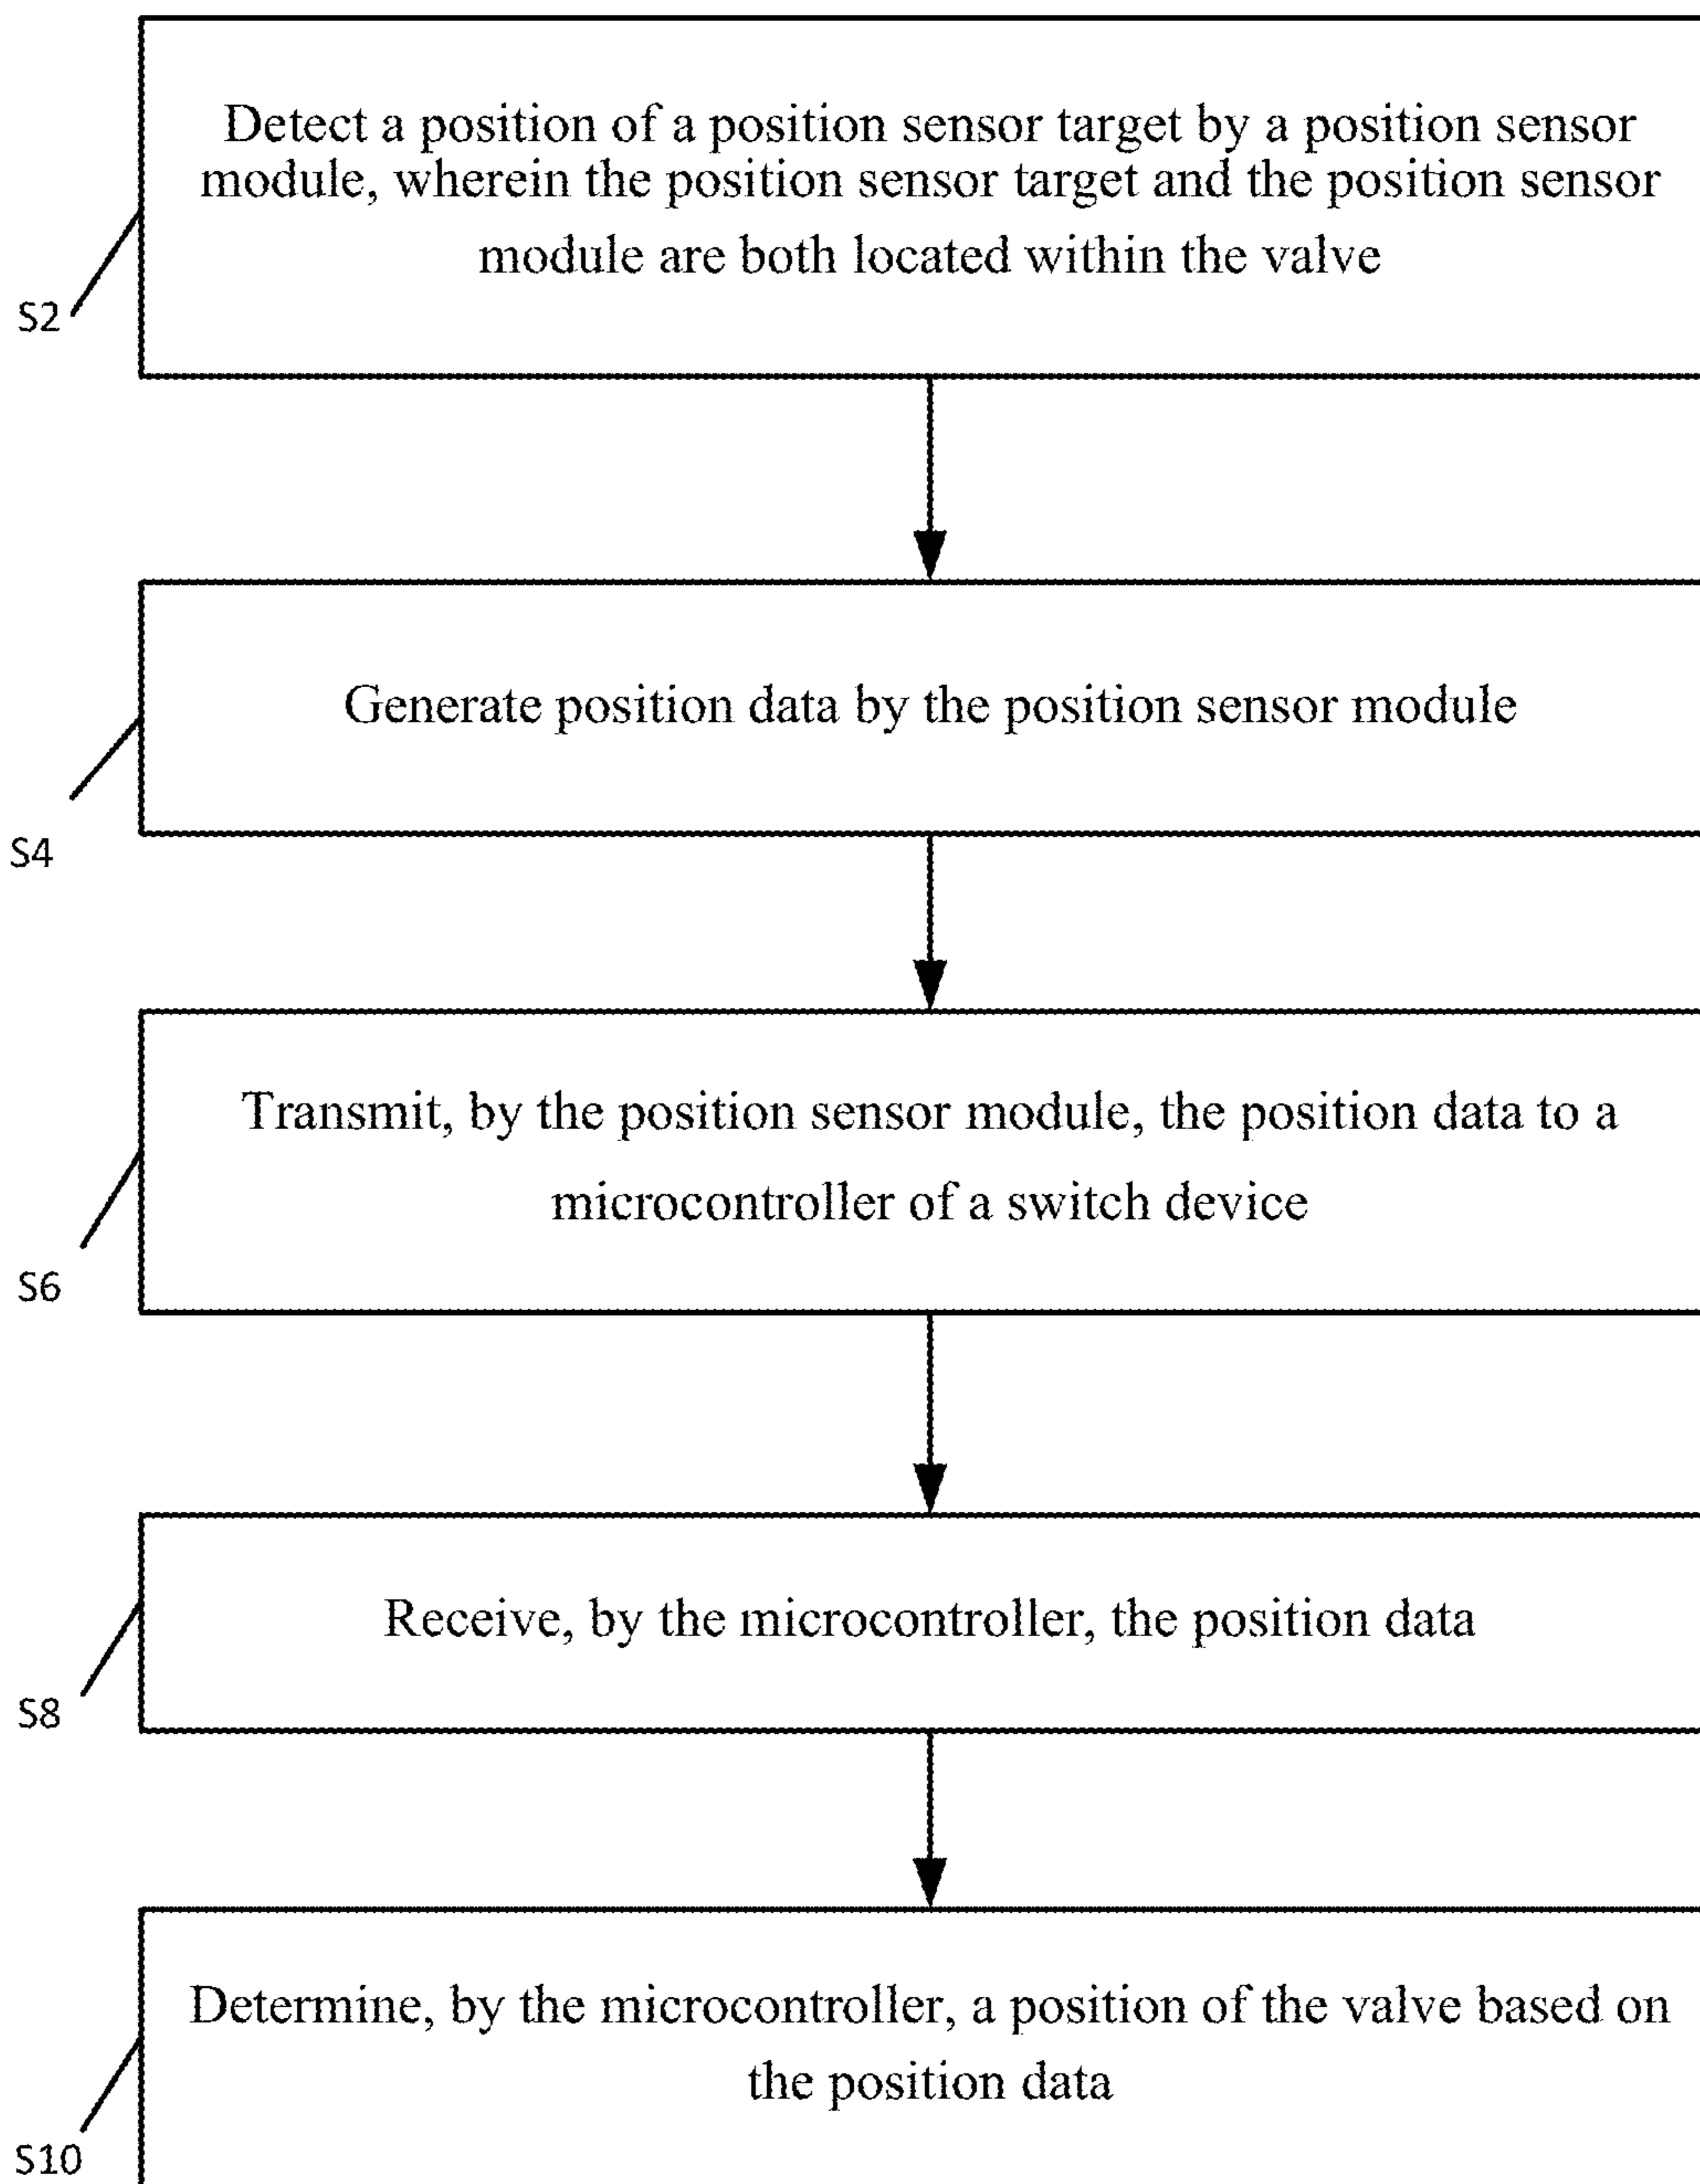 Detect a position of a position sensor target by a position sensor
module, wherein the position sensor target and the position sensor
module are both located within the valve
S2
Generate position data by the position sensor module
S4
Transmit, by the position sensor module, the position data to a
microcontroller of a switch device
S6
Receive, by the microcontroller, the position data
S8
Determine, by the microcontroller, a position of the valve based on
the position data
S10